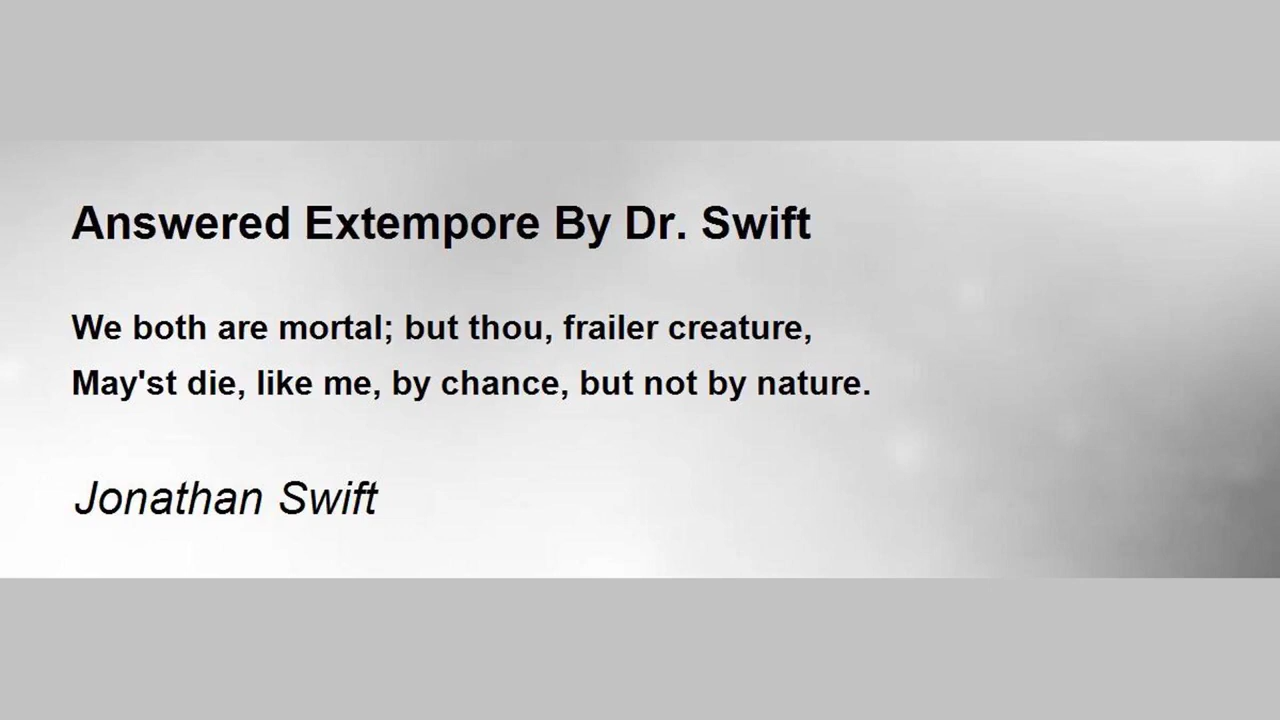 Answered Extempore By Dr. Swift
We both are mortal; but thou, frailer creature,
May'st die, like me, by chance, but not by nature.
Jonathan Swift